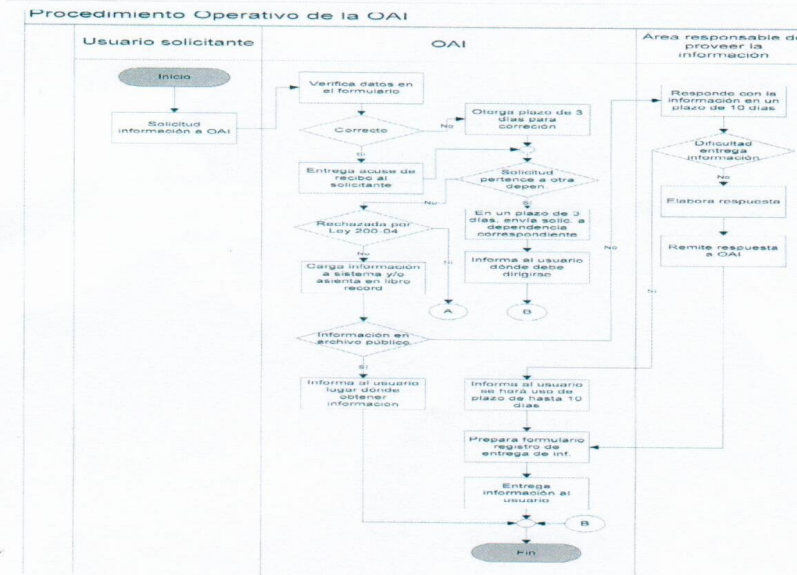 Procedimiento Operativo de la OAI
Usuario solicitante
OAI
Area responsable de
proveer la
información
Inicio
Solicitud
información a OAI
Verifica datos en
el formulario
Correcto
No
Otorga plazo de 3
días para
correción
Si
Entrega acuse de
recibo al
solicitante
Solicitud
pertenece a otra
depen.
No
Si
Rechazada por
Ley 200-04
No
Si
En un plazo de 3
días, envía solic. a
dependencia
correspondiente
Carga información
a sistema y/o
asienta en libro
record
Informa al usuario
dónde debe
dirigirse
A
B
Información en
archivo público
No
Si
Informa al usuario
lugar dónde
obtener
información
Responde con la
información en un
plazo de 10 días
Dificultad
entrega
información
No
Si
Elabora respuesta
Remite respuesta
a OAI
Informa al usuario
se hará uso de
plazo de hasta 10
días
Prepara formulario
registro de
entrega de inf.
Entrega
información al
usuario
B
Fin